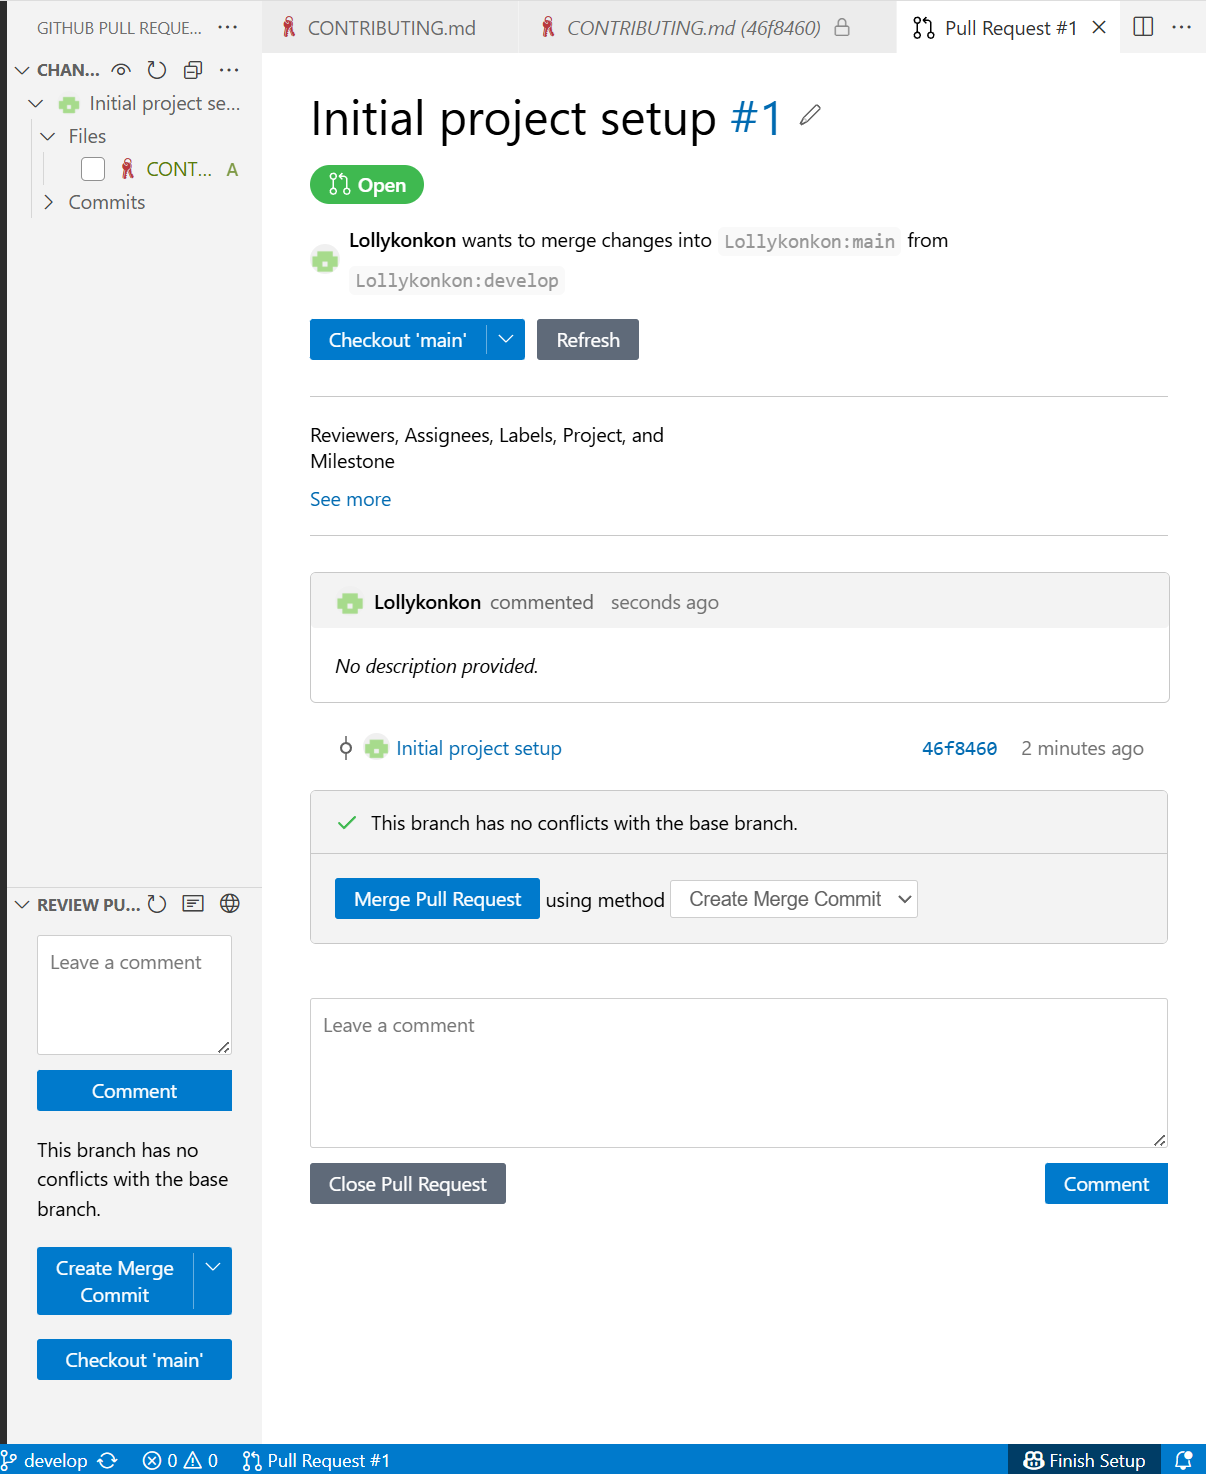 GITHUB PULL REQUE...
CONTRIBUTING.md
CONTRIBUTING.md (46f8460)
Pull Request #1
CHAN...
Initial project se...
Files
CONT... A
Commits
Initial project setup #1
Open
Lollykonkon wants to merge changes into Lollykonkon:main from
Lollykonkon:develop
Checkout 'main'
Refresh
Reviewers, Assignees, Labels, Project, and
Milestone
See more
Lollykonkon commented seconds ago
No description provided.
Initial project setup 46f8460 2 minutes ago
This branch has no conflicts with the base branch.
Merge Pull Request using method Create Merge Commit
Leave a comment
Close Pull Request
Comment
REVIEW PU...
Leave a comment
Comment
This branch has no
conflicts with the base
branch.
Create Merge
Commit
Checkout 'main'
develop 0 0 Pull Request #1 Finish Setup